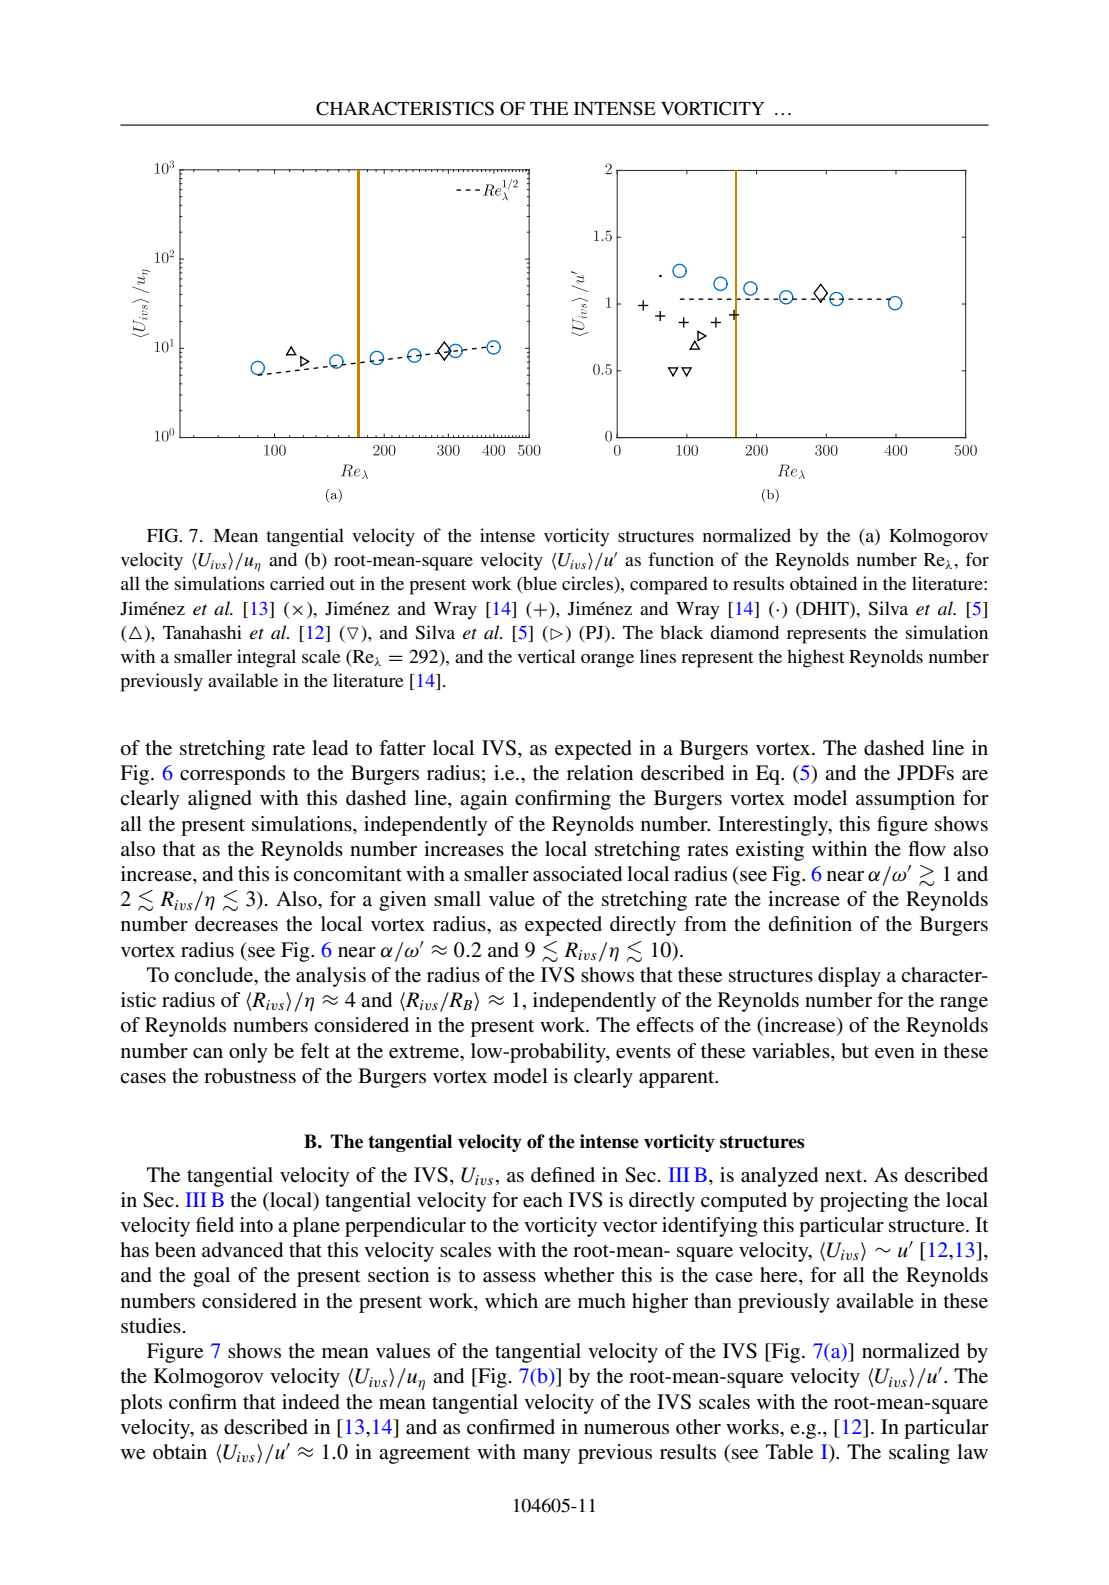 CHARACTERISTICS OF THE INTENSE VORTICITY …
10³
10²
10¹
10⁰
⟨U_ivs⟩/u_η
Re_λ^{1/2}
100 200 300 400 500
Re_λ
(a)
2
1.5
1
0.5
0
⟨U_ivs⟩/u′
0 100 200 300 400 500
Re_λ
(b)
FIG. 7. Mean tangential velocity of the intense vorticity structures normalized by the (a) Kolmogorov
velocity ⟨U_ivs⟩/u_η and (b) root-mean-square velocity ⟨U_ivs⟩/u′ as function of the Reynolds number Re_λ, for
all the simulations carried out in the present work (blue circles), compared to results obtained in the literature:
Jiménez et al. [13] (×), Jiménez and Wray [14] (+), Jiménez and Wray [14] (·) (DHIT), Silva et al. [5]
(△), Tanahashi et al. [12] (▽), and Silva et al. [5] (▷) (PJ). The black diamond represents the simulation
with a smaller integral scale (Re_λ = 292), and the vertical orange lines represent the highest Reynolds number
previously available in the literature [14].
of the stretching rate lead to fatter local IVS, as expected in a Burgers vortex. The dashed line in
Fig. 6 corresponds to the Burgers radius; i.e., the relation described in Eq. (5) and the JPDFs are
clearly aligned with this dashed line, again confirming the Burgers vortex model assumption for
all the present simulations, independently of the Reynolds number. Interestingly, this figure shows
also that as the Reynolds number increases the local stretching rates existing within the flow also
increase, and this is concomitant with a smaller associated local radius (see Fig. 6 near α/ω′ ≳ 1 and
2 ≲ R_ivs/η ≲ 3). Also, for a given small value of the stretching rate the increase of the Reynolds
number decreases the local vortex radius, as expected directly from the definition of the Burgers
vortex radius (see Fig. 6 near α/ω′ ≈ 0.2 and 9 ≲ R_ivs/η ≲ 10).
To conclude, the analysis of the radius of the IVS shows that these structures display a character-
istic radius of ⟨R_ivs⟩/η ≈ 4 and ⟨R_ivs/R_B⟩ ≈ 1, independently of the Reynolds number for the range
of Reynolds numbers considered in the present work. The effects of the (increase) of the Reynolds
number can only be felt at the extreme, low-probability, events of these variables, but even in these
cases the robustness of the Burgers vortex model is clearly apparent.
B. The tangential velocity of the intense vorticity structures
The tangential velocity of the IVS, U_ivs, as defined in Sec. III B, is analyzed next. As described
in Sec. III B the (local) tangential velocity for each IVS is directly computed by projecting the local
velocity field into a plane perpendicular to the vorticity vector identifying this particular structure. It
has been advanced that this velocity scales with the root-mean- square velocity, ⟨U_ivs⟩ ∼ u′ [12,13],
and the goal of the present section is to assess whether this is the case here, for all the Reynolds
numbers considered in the present work, which are much higher than previously available in these
studies.
Figure 7 shows the mean values of the tangential velocity of the IVS [Fig. 7(a)] normalized by
the Kolmogorov velocity ⟨U_ivs⟩/u_η and [Fig. 7(b)] by the root-mean-square velocity ⟨U_ivs⟩/u′. The
plots confirm that indeed the mean tangential velocity of the IVS scales with the root-mean-square
velocity, as described in [13,14] and as confirmed in numerous other works, e.g., [12]. In particular
we obtain ⟨U_ivs⟩/u′ ≈ 1.0 in agreement with many previous results (see Table I). The scaling law
104605-11